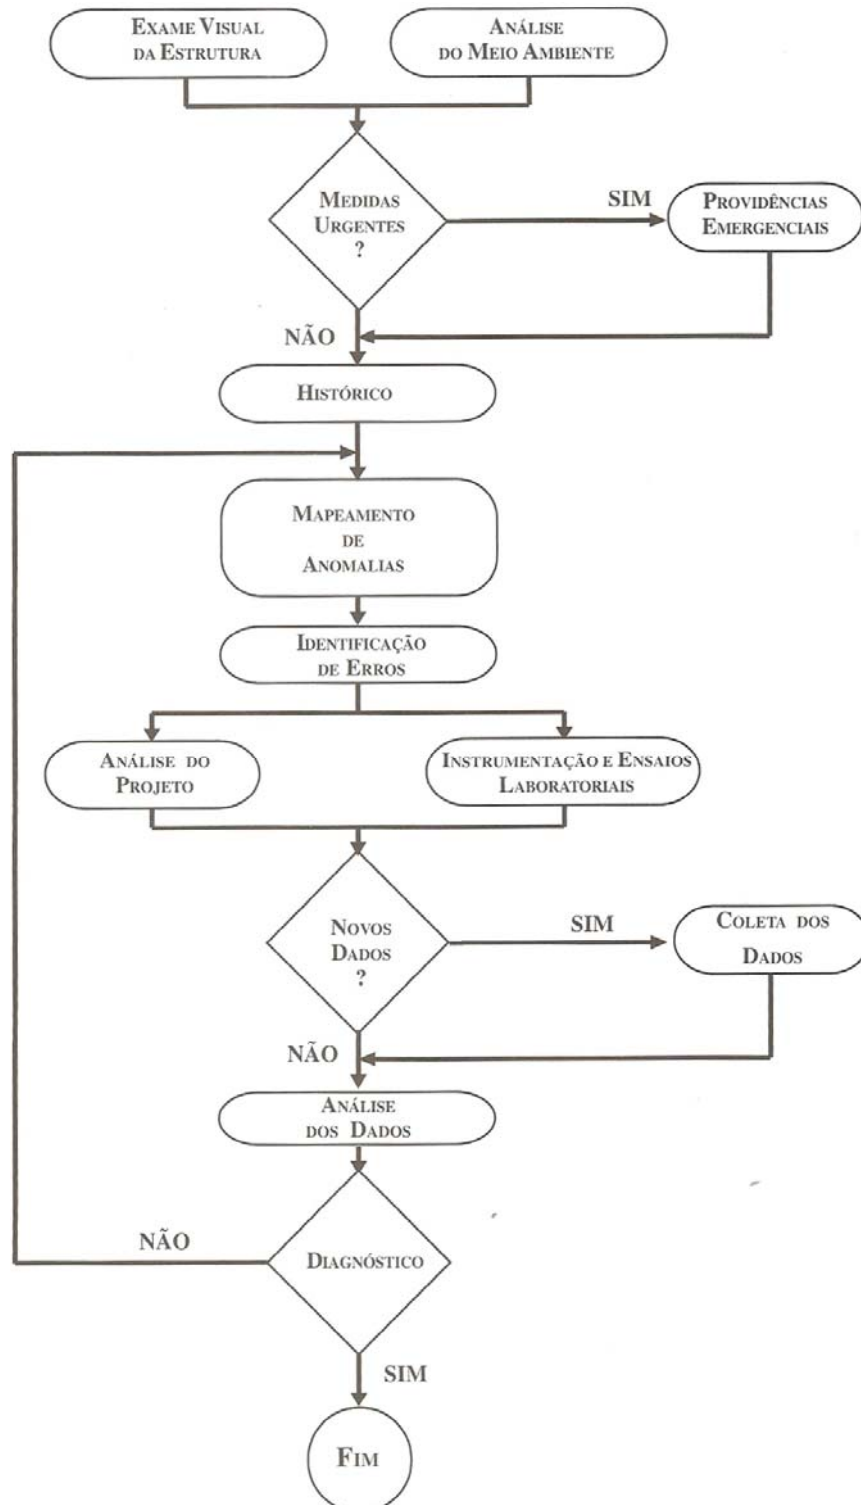 Exame Visual
da Estrutura
Análise
do Meio Ambiente
Medidas
Urgentes
?
SIM
Providências
Emergenciais
NÃO
Histórico
Mapeamento
de
Anomalias
Identificação
de Erros
Análise do
Projeto
Instrumentação e Ensaios
Laboratoriais
Novos
Dados
?
SIM
Coleta dos
Dados
NÃO
Análise
dos Dados
NÃO
Diagnóstico
SIM
Fim